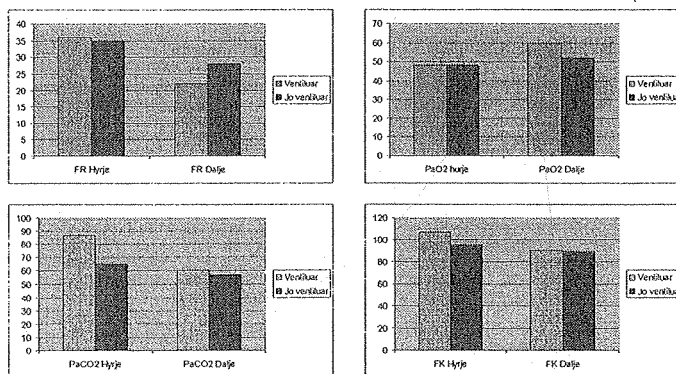 40
35
30
25
20
15
10
5
0
FR Hyrje
FR Dalje
Ventiluar
Jo ventiluar
70
60
50
40
30
20
10
0
PaO2 hurje
PaO2 Dalje
Ventiluar
Jo ventiluar
100
90
80
70
60
50
40
30
20
10
0
PaCO2 Hyrje
PaCO2 Dalje
Ventiluar
Jo ventiluar
120
100
80
60
40
20
0
FK Hyrje
FK Dalje
Ventiluar
Jo ventiluar